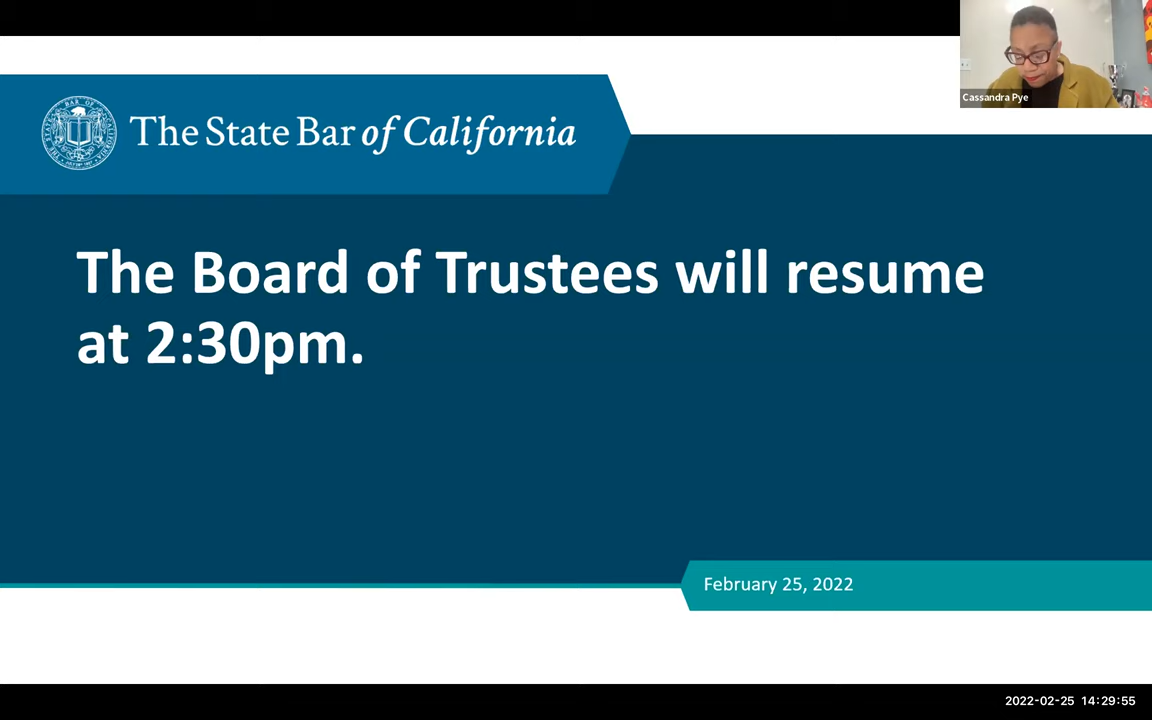 Cassandra Pye
The State Bar of California
The Board of Trustees will resume
at 2:30pm.
February 25, 2022
2022-02-25 14:29:55